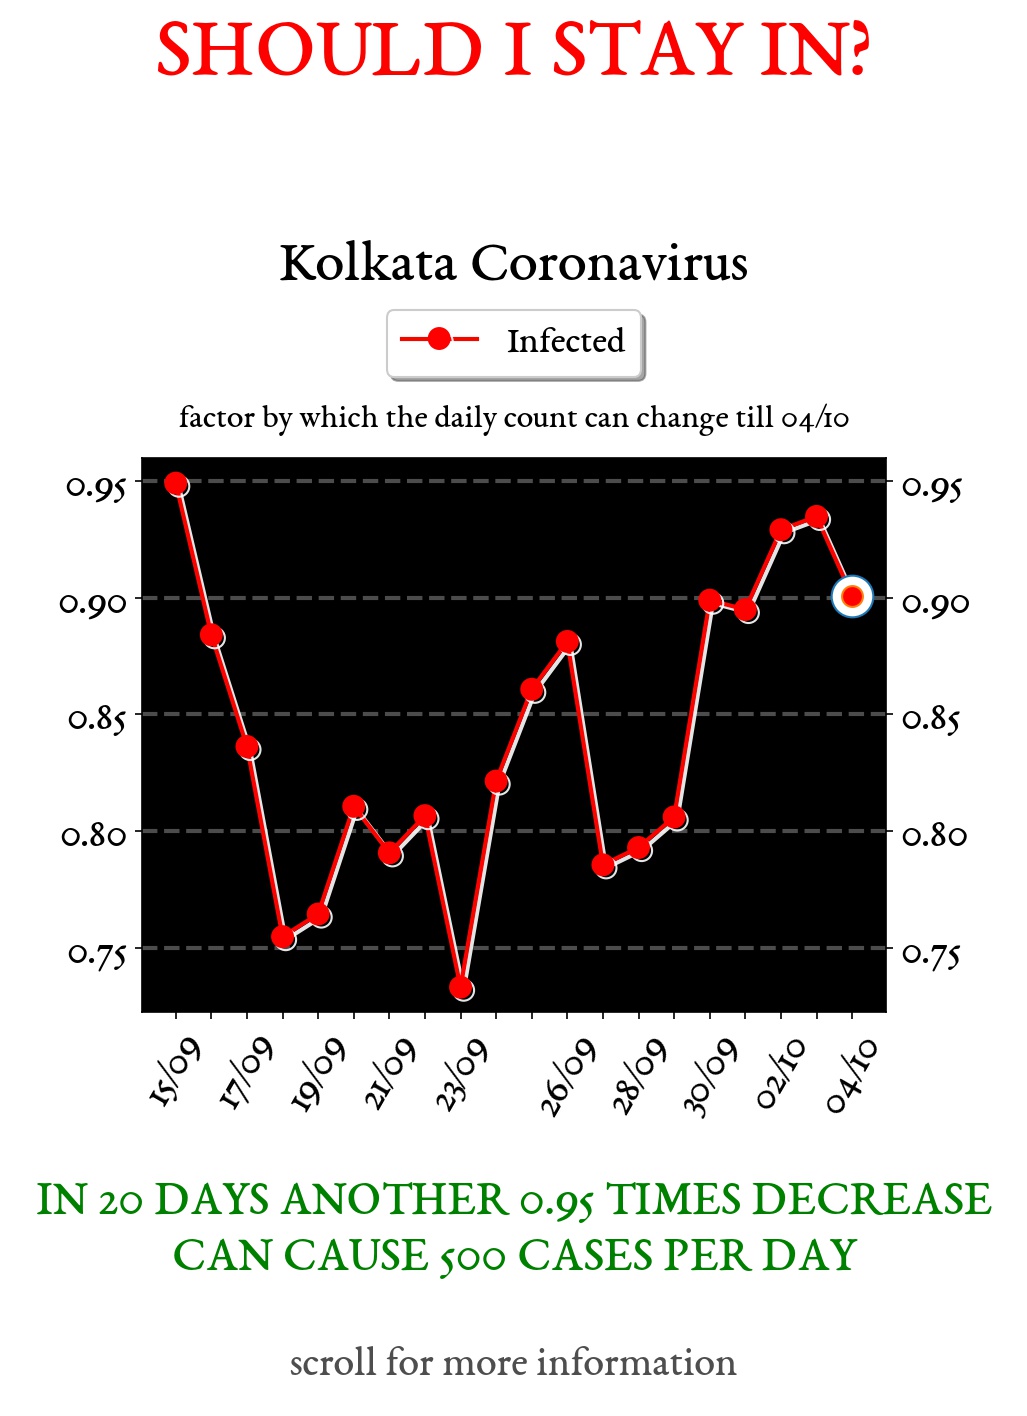 SHOULD I STAY IN?
Kolkata Coronavirus
Infected
factor by which the daily count can change till 04/10
0.95 0.95
0.90 0.90
0.85 0.85
0.80 0.80
0.75 0.75
15/09 17/09 19/09 21/09 23/09 26/09 28/09 30/09 02/10 04/10
IN 20 DAYS ANOTHER 0.95 TIMES DECREASE
CAN CAUSE 500 CASES PER DAY
scroll for more information